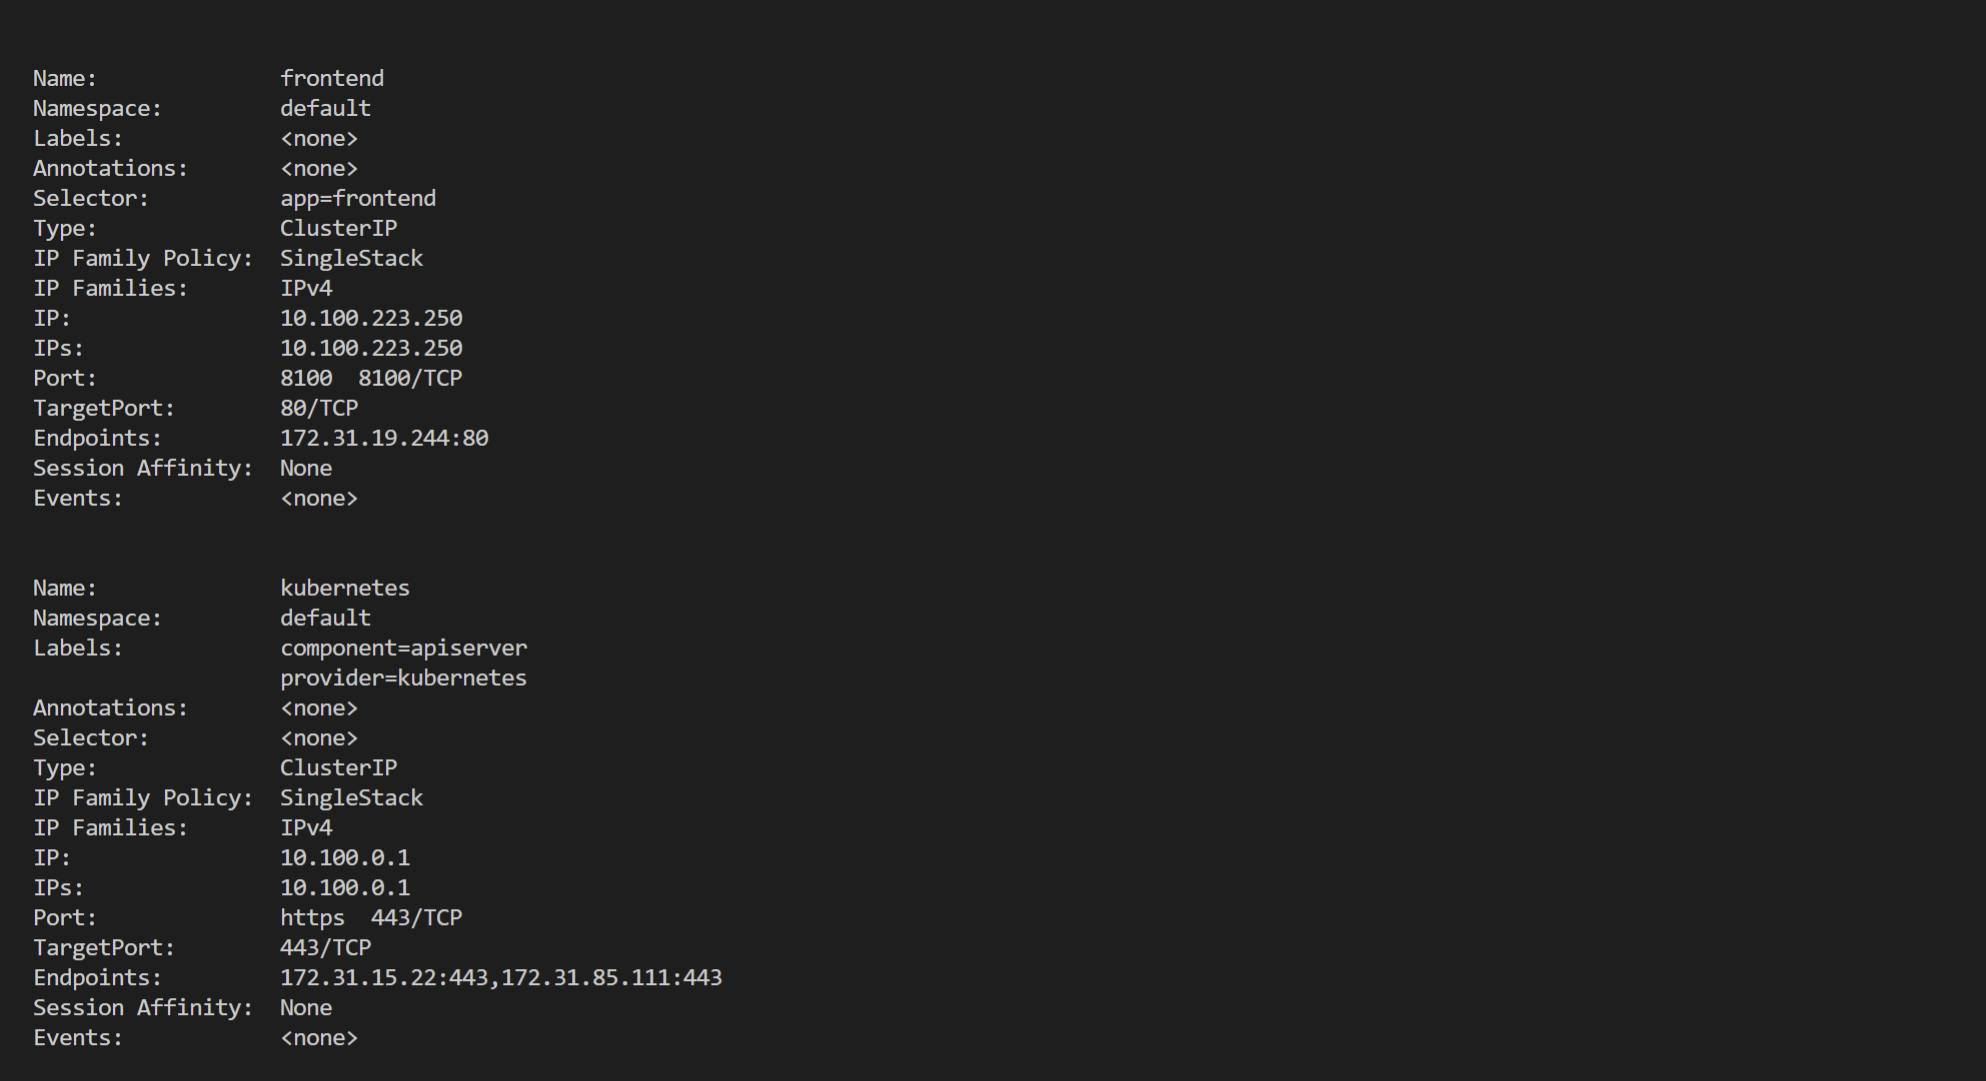 Name:              frontend
Namespace:         default
Labels:            <none>
Annotations:       <none>
Selector:          app=frontend
Type:              ClusterIP
IP Family Policy:  SingleStack
IP Families:       IPv4
IP:                10.100.223.250
IPs:               10.100.223.250
Port:              8100  8100/TCP
TargetPort:        80/TCP
Endpoints:         172.31.19.244:80
Session Affinity:  None
Events:            <none>
Name:              kubernetes
Namespace:         default
Labels:            component=apiserver
                   provider=kubernetes
Annotations:       <none>
Selector:          <none>
Type:              ClusterIP
IP Family Policy:  SingleStack
IP Families:       IPv4
IP:                10.100.0.1
IPs:               10.100.0.1
Port:              https  443/TCP
TargetPort:        443/TCP
Endpoints:         172.31.15.22:443,172.31.85.111:443
Session Affinity:  None
Events:            <none>